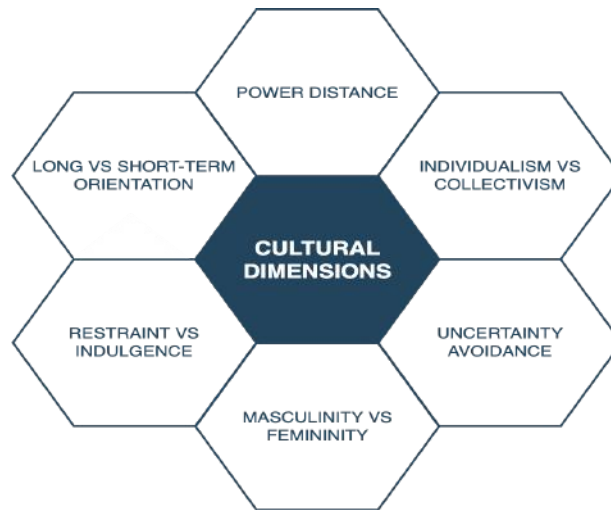 POWER DISTANCE
LONG VS SHORT-TERM
ORIENTATION
INDIVIDUALISM VS
COLLECTIVISM
CULTURAL
DIMENSIONS
RESTRAINT VS
INDULGENCE
UNCERTAINTY
AVOIDANCE
MASCULINITY VS
FEMININITY